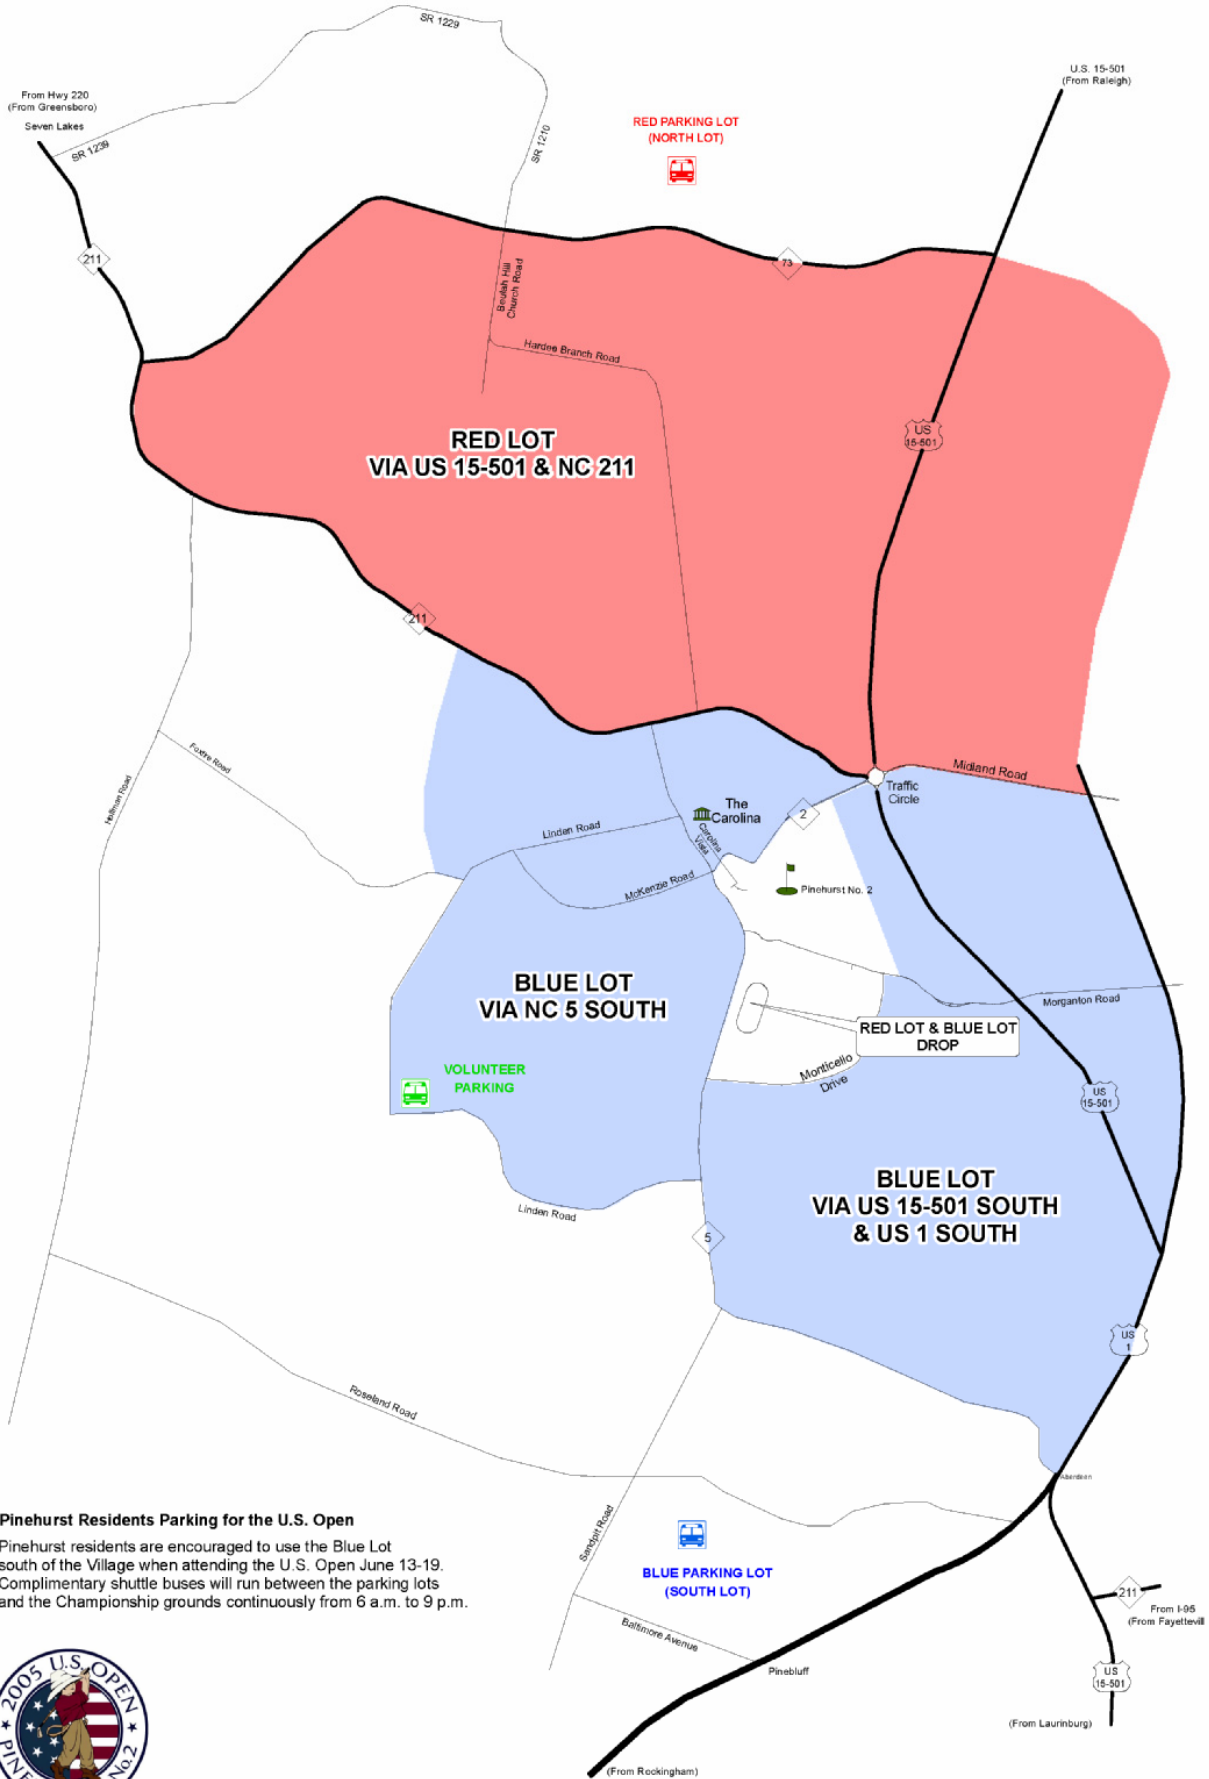 SR 1229
U.S. 15-501
(From Raleigh)
From Hwy 220
(From Greensboro)
Seven Lakes
SR 1239
SR 1210
RED PARKING LOT
(NORTH LOT)
211
73
Beulah Hill
Church Road
Hardee Branch Road
US
15-501
RED LOT
VIA US 15-501 & NC 211
211
Foxfire Road
Hoffman Road
Midland Road
Traffic
Circle
The
Carolina
2
Linden Road
Carolina
Vista
McKenzie Road
Pinehurst No. 2
BLUE LOT
VIA NC 5 SOUTH
Morganton Road
RED LOT & BLUE LOT
DROP
Monticello
Drive
VOLUNTEER
PARKING
US
15-501
BLUE LOT
VIA US 15-501 SOUTH
& US 1 SOUTH
Linden Road
5
US
1
Roseland Road
Aberdeen
Pinehurst Residents Parking for the U.S. Open
Pinehurst residents are encouraged to use the Blue Lot
south of the Village when attending the U.S. Open June 13-19.
Complimentary shuttle buses will run between the parking lots
and the Championship grounds continuously from 6 a.m. to 9 p.m.
Sandpit Road
BLUE PARKING LOT
(SOUTH LOT)
211
From I-95
(From Fayettevill
Baltimore Avenue
Pinebluff
US
15-501
(From Laurinburg)
(From Rockingham)
2005 U.S. OPEN
PINE
No. 2